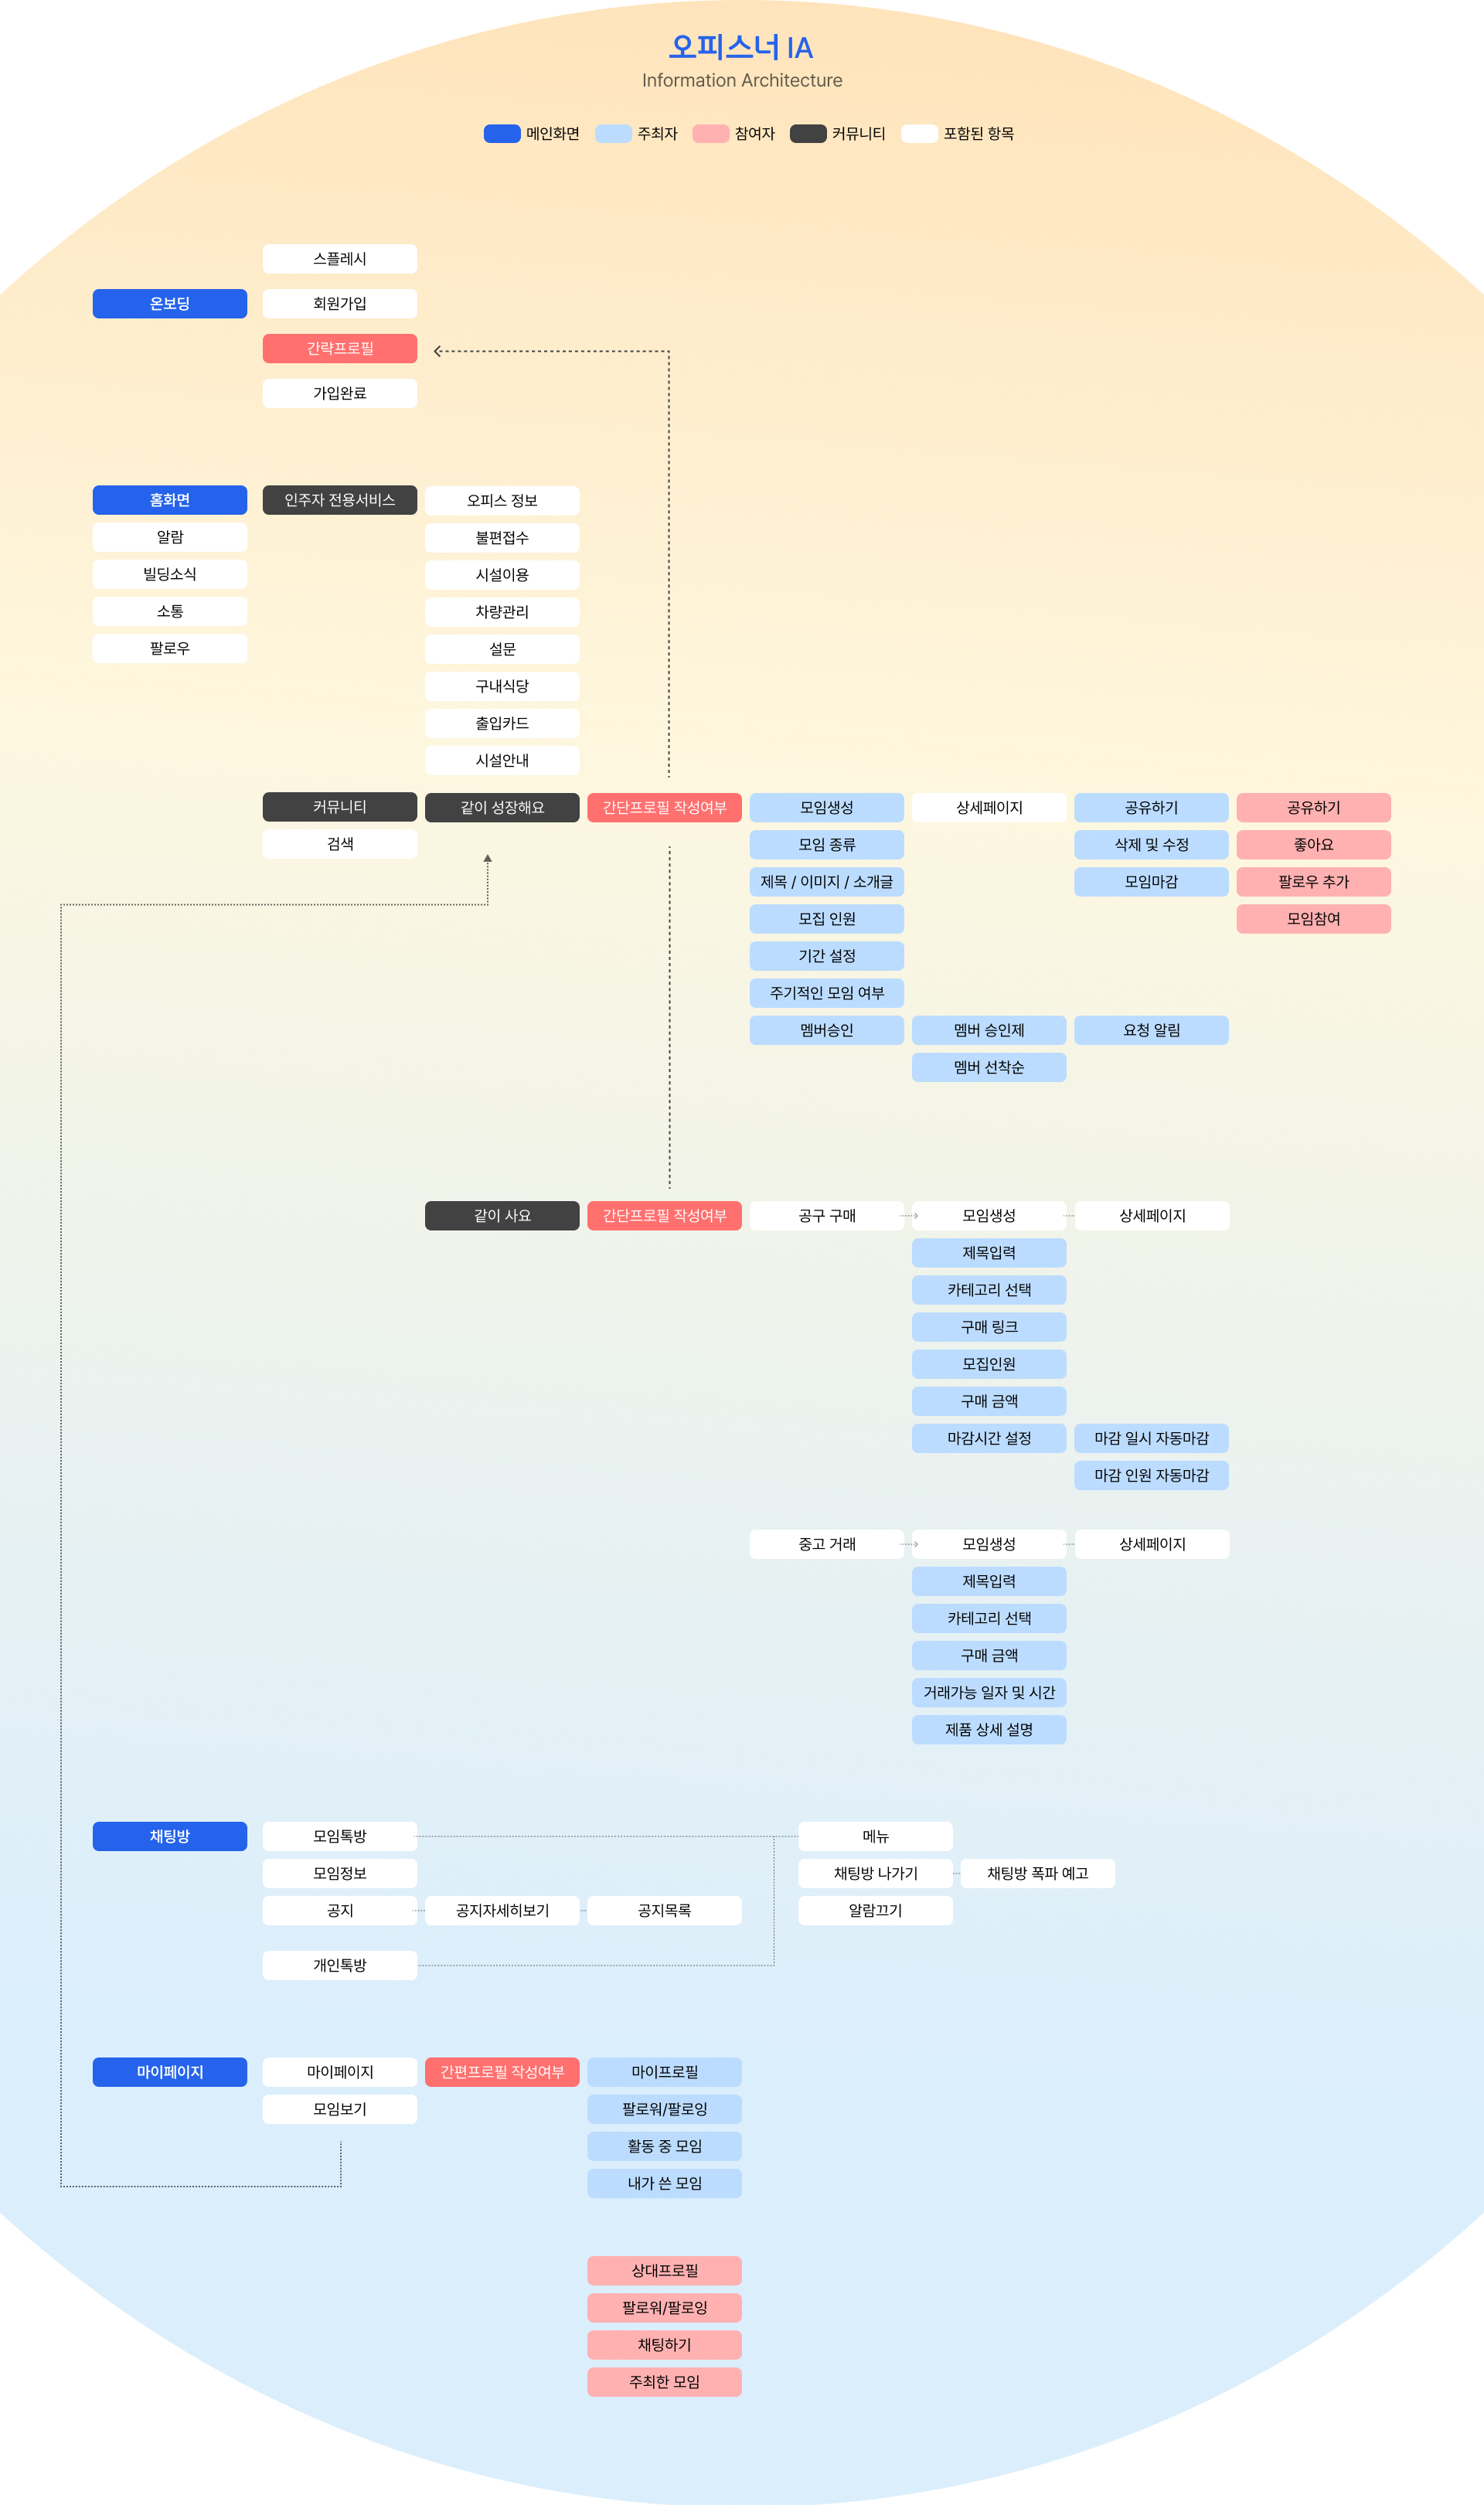 오피스너 IA
Information Architecture
메인화면 주최자 참여자 커뮤니티 포함된 항목
스플레시
온보딩 회원가입
간략프로필
가입완료
홈화면 인주자 전용서비스 오피스 정보
알람 불편접수
빌딩소식 시설이용
소통 차량관리
팔로우 설문
구내식당
출입카드
시설안내
커뮤니티 같이 성장해요 간단프로필 작성여부 모임생성 상세페이지 공유하기 공유하기
검색 모임 종류 삭제 및 수정 좋아요
제목 / 이미지 / 소개글 모임마감 팔로우 추가
모집 인원 모임참여
기간 설정
주기적인 모임 여부
멤버승인 멤버 승인제 요청 알림
멤버 선착순
같이 사요 간단프로필 작성여부 공구 구매 모임생성 상세페이지
제목입력
카테고리 선택
구매 링크
모집인원
구매 금액
마감시간 설정 마감 일시 자동마감
마감 인원 자동마감
중고 거래 모임생성 상세페이지
제목입력
카테고리 선택
구매 금액
거래가능 일자 및 시간
제품 상세 설명
채팅방 모임톡방 메뉴
모임정보 채팅방 나가기 채팅방 폭파 예고
공지 공지자세히보기 공지목록 알람끄기
개인톡방
마이페이지 마이페이지 간편프로필 작성여부 마이프로필
모임보기 팔로워/팔로잉
활동 중 모임
내가 쓴 모임
상대프로필
팔로워/팔로잉
채팅하기
주최한 모임